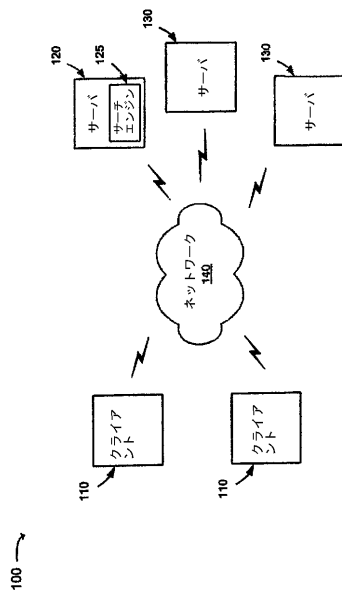 100
110
クライア
ント
110
クライア
ント
ネットワーク
140
120
サーバ
125
サーチ
エンジン
130
サーバ
130
サーバ